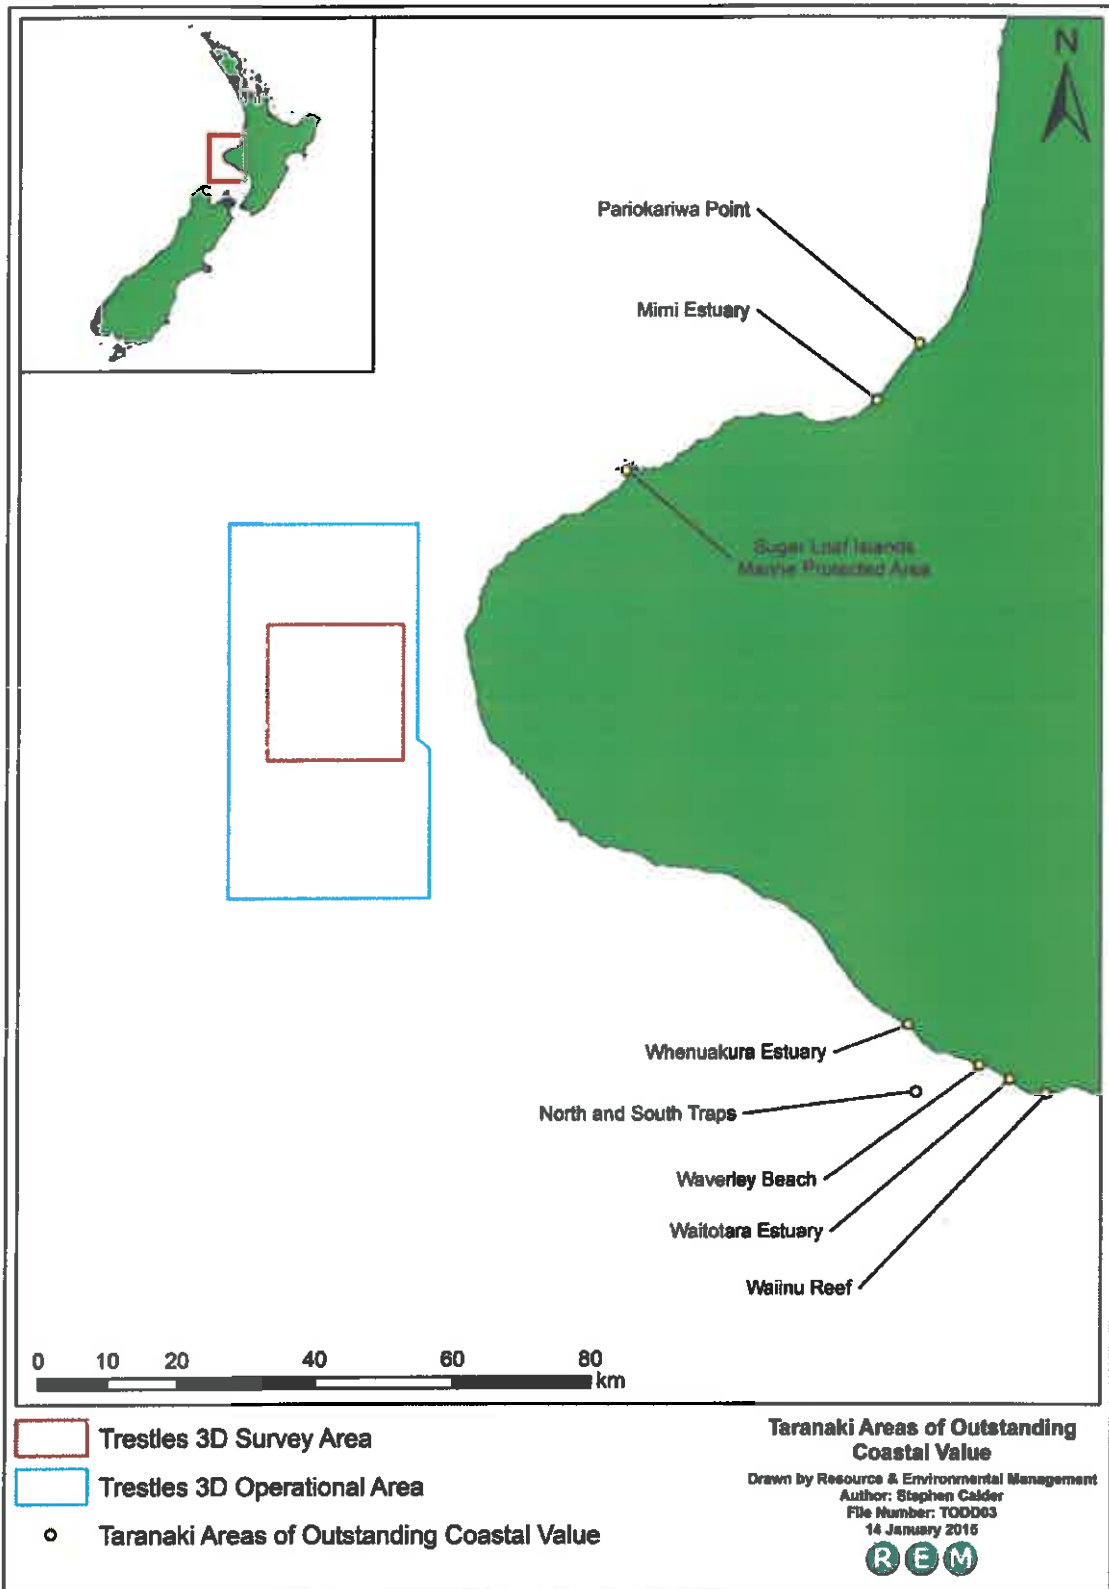 N
Pariokariwa Point
Mimi Estuary
Sugar Loaf Islands
Marine Protected Area
Whenuakura Estuary
North and South Traps
Waverley Beach
Waitotara Estuary
Waiinu Reef
0 10 20 40 60 80
km
Trestles 3D Survey Area
Trestles 3D Operational Area
Taranaki Areas of Outstanding Coastal Value
Taranaki Areas of Outstanding
Coastal Value
Drawn by Resource & Environmental Management
Author: Stephen Calder
File Number: TODD03
14 January 2015
R E M